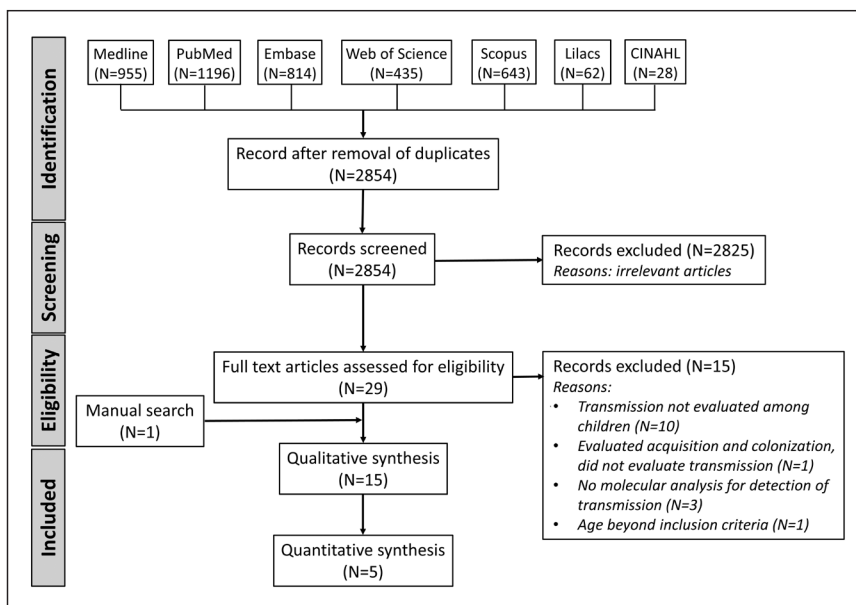 Identification
Medline
(N=955)
PubMed
(N=1196)
Embase
(N=814)
Web of Science
(N=435)
Scopus
(N=643)
Lilacs
(N=62)
CINAHL
(N=28)
Record after removal of duplicates
(N=2854)
Screening
Records screened
(N=2854)
Records excluded (N=2825)
Reasons: irrelevant articles
Eligibility
Full text articles assessed for eligibility
(N=29)
Records excluded (N=15)
Reasons:
• Transmission not evaluated among
children (N=10)
• Evaluated acquisition and colonization,
did not evaluate transmission (N=1)
• No molecular analysis for detection of
transmission (N=3)
• Age beyond inclusion criteria (N=1)
Manual search
(N=1)
Included
Qualitative synthesis
(N=15)
Quantitative synthesis
(N=5)